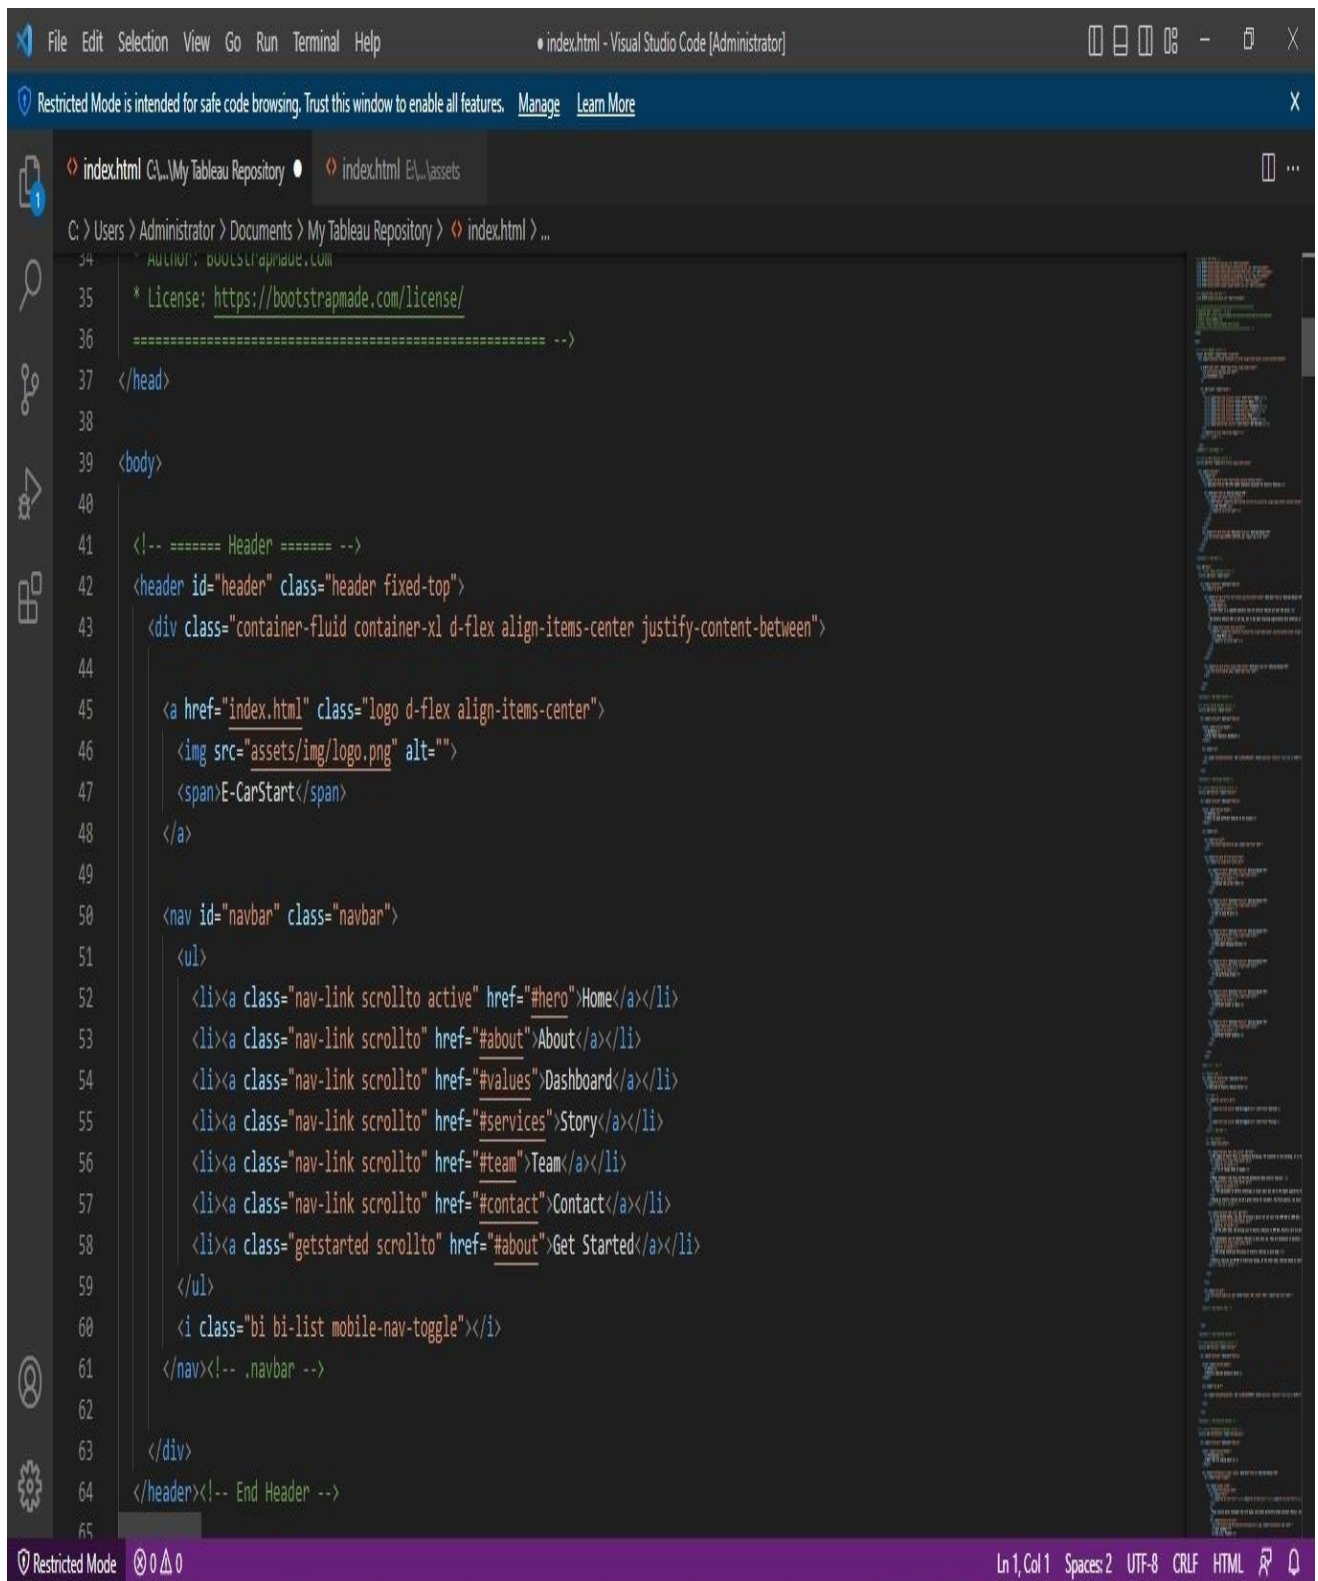 File Edit Selection View Go Run Terminal Help ● index.html - Visual Studio Code [Administrator]
Restricted Mode is intended for safe code browsing. Trust this window to enable all features. Manage Learn More
index.html C:\...\My Tableau Repository ● index.html E:\...\assets
C: > Users > Administrator > Documents > My Tableau Repository > index.html > ...
34 * Author: BootstrapMade.com
35 * License: https://bootstrapmade.com/license/
36 ======================================================== -->
37 </head>
38
39 <body>
40
41 <!-- ======= Header ======= -->
42 <header id="header" class="header fixed-top">
43 <div class="container-fluid container-xl d-flex align-items-center justify-content-between">
44
45 <a href="index.html" class="logo d-flex align-items-center">
46 <img src="assets/img/logo.png" alt="">
47 <span>E-CarStart</span>
48 </a>
49
50 <nav id="navbar" class="navbar">
51 <ul>
52 <li><a class="nav-link scrollto active" href="#hero">Home</a></li>
53 <li><a class="nav-link scrollto" href="#about">About</a></li>
54 <li><a class="nav-link scrollto" href="#values">Dashboard</a></li>
55 <li><a class="nav-link scrollto" href="#services">Story</a></li>
56 <li><a class="nav-link scrollto" href="#team">Team</a></li>
57 <li><a class="nav-link scrollto" href="#contact">Contact</a></li>
58 <li><a class="getstarted scrollto" href="#about">Get Started</a></li>
59 </ul>
60 <i class="bi bi-list mobile-nav-toggle"></i>
61 </nav><!-- .navbar -->
62
63 </div>
64 </header><!-- End Header -->
65
1
Restricted Mode 0 0 Ln 1, Col 1 Spaces: 2 UTF-8 CRLF HTML